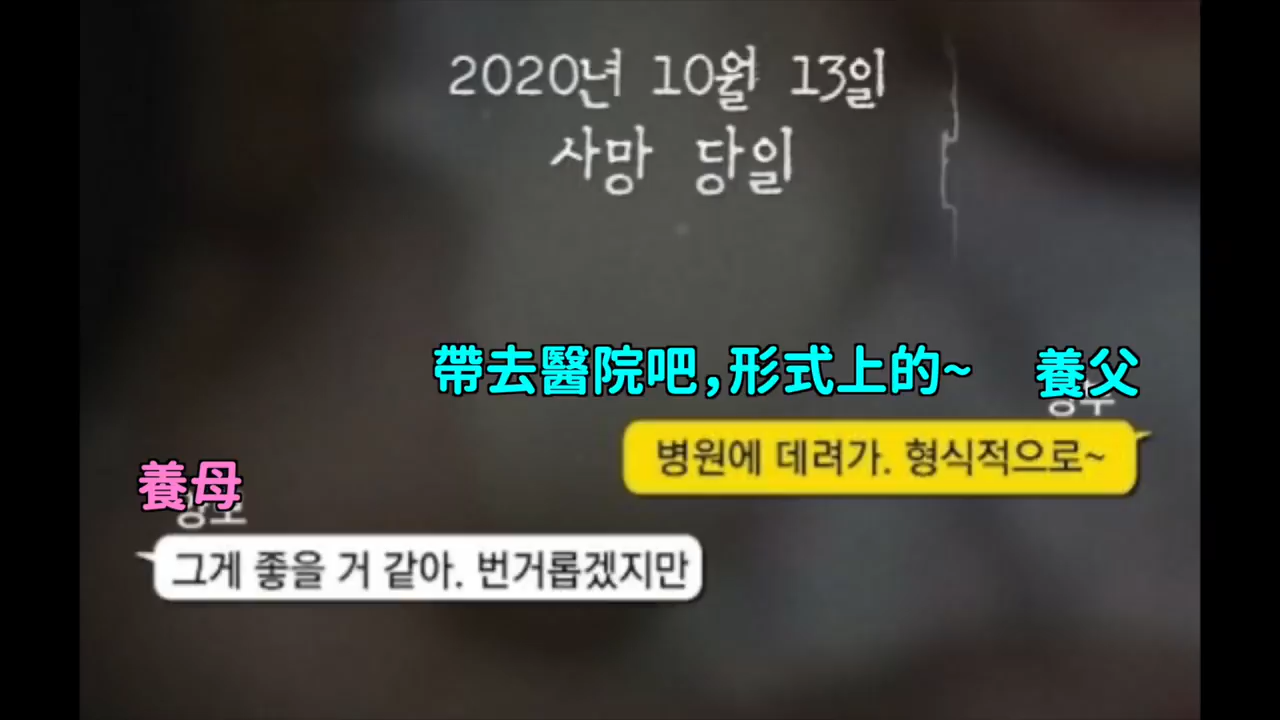 2020년 10월 13일
사망 당일
帶去醫院吧,形式上的~
養父
병원에 데려가. 형식적으로~
養母
그게 좋을 거 같아. 번거롭겠지만